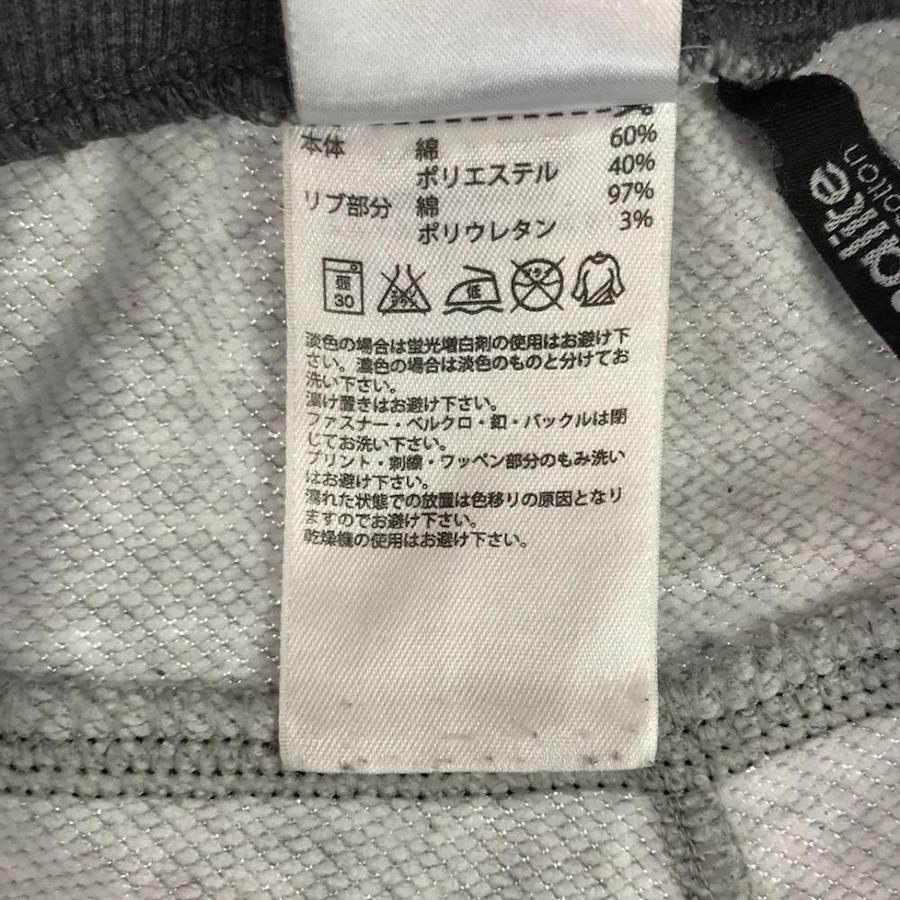 本体 綿 60%
ポリエステル 40%
リブ部分 綿 97%
ポリウレタン 3%
30
低
淡色の場合は蛍光増白剤の使用はお避け下
さい。濃色の場合は淡色のものと分けてお
洗い下さい。
漬け置きはお避け下さい。
ファスナー・ベルクロ・釦・バックルは閉
じてお洗い下さい。
プリント・刺繍・ワッペン部分のもみ洗い
はお避け下さい。
濡れた状態での放置は色移りの原因となり
ますのでお避け下さい。
乾燥機の使用はお避け下さい。